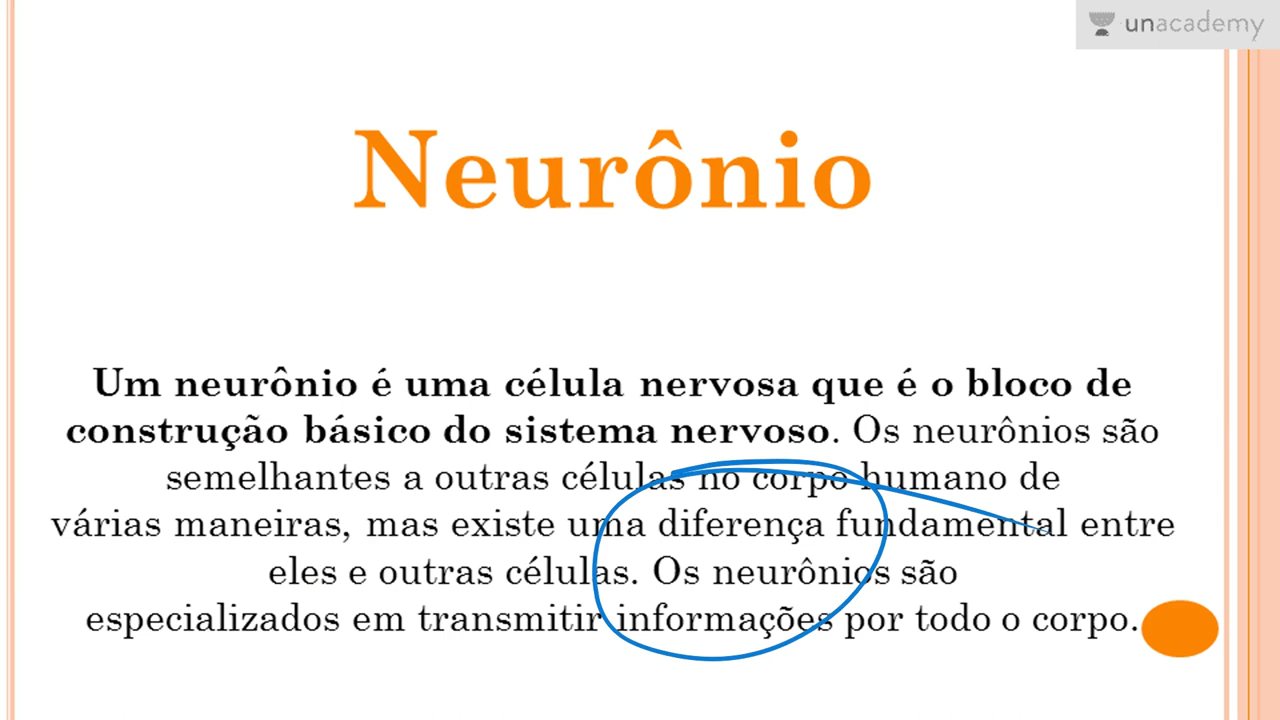 unacademy
Neurônio
Um neurônio é uma célula nervosa que é o bloco de
construção básico do sistema nervoso. Os neurônios são
semelhantes a outras células no corpo humano de
várias maneiras, mas existe uma diferença fundamental entre
eles e outras células. Os neurônios são
especializados em transmitir informações por todo o corpo.